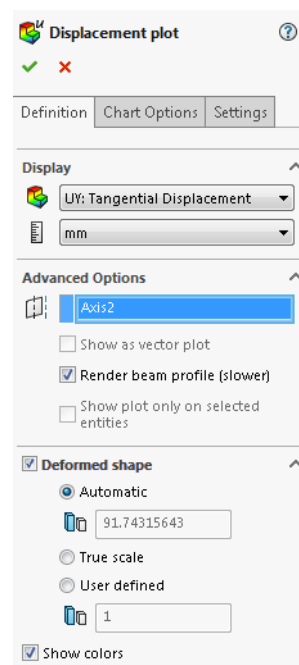 Displacement plot
Definition Chart Options Settings
Display
UY: Tangential Displacement
mm
Advanced Options
Axis2
Show as vector plot
Render beam profile (slower)
Show plot only on selected
entities
Deformed shape
Automatic
91.74315643
True scale
User defined
1
Show colors